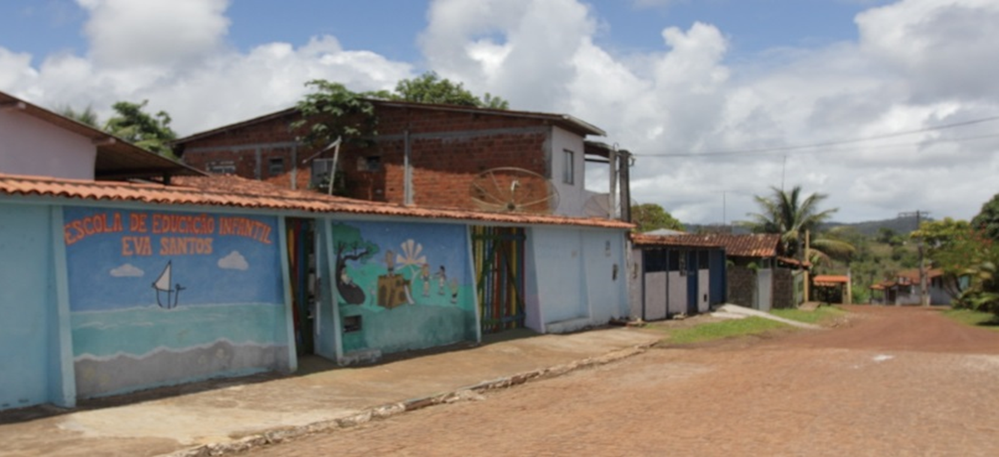 ESCOLA DE EDUCAÇÃO INFANTIL
EVA SANTOS